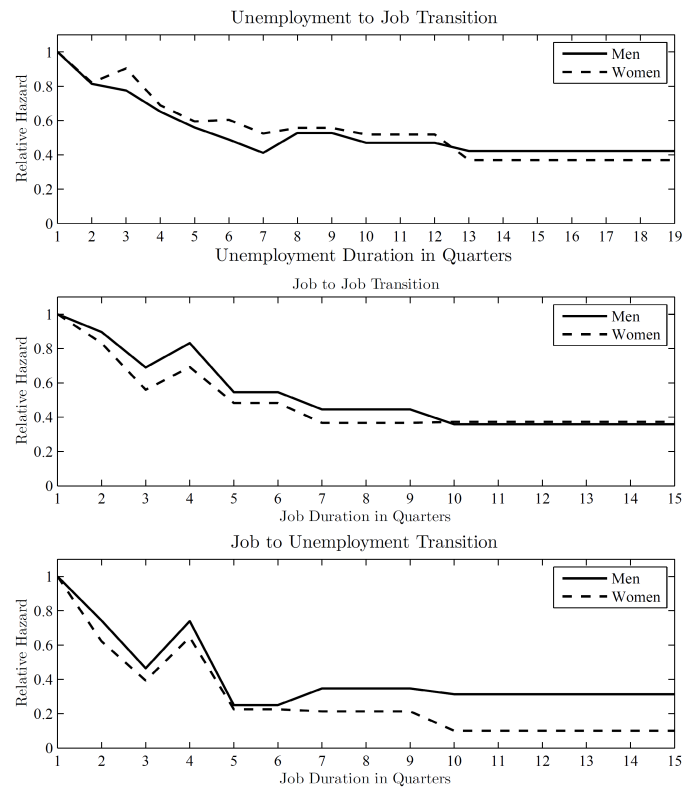 Unemployment to Job Transition
Relative Hazard
1
0.8
0.6
0.4
0.2
0
Men
Women
1 2 3 4 5 6 7 8 9 10 11 12 13 14 15 16 17 18 19
Unemployment Duration in Quarters
Job to Job Transition
Relative Hazard
1
0.8
0.6
0.4
0.2
0
Men
Women
1 2 3 4 5 6 7 8 9 10 11 12 13 14 15
Job Duration in Quarters
Job to Unemployment Transition
Relative Hazard
1
0.8
0.6
0.4
0.2
0
Men
Women
1 2 3 4 5 6 7 8 9 10 11 12 13 14 15
Job Duration in Quarters